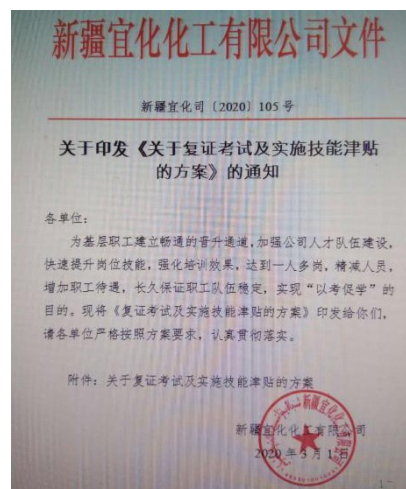 新疆宜化化工有限公司文件
新疆宜化司〔2020〕105号
关于印发《关于复证考试及实施技能津贴
的方案》的通知
各单位：
为基层职工建立畅通的晋升通道，加强公司人才队伍建设，
快速提升岗位技能，强化培训效果，达到一人多岗，精减人员，
增加职工待遇，长久保证职工队伍稳定，实现“以考促学”的
目的。现将《复证考试及实施技能津贴的方案》印发给你们，
请各单位严格按照方案要求，认真贯彻落实。
附件：关于复证考试及实施技能津贴的方案
新疆宜化化工有限公司
2020年3月1日